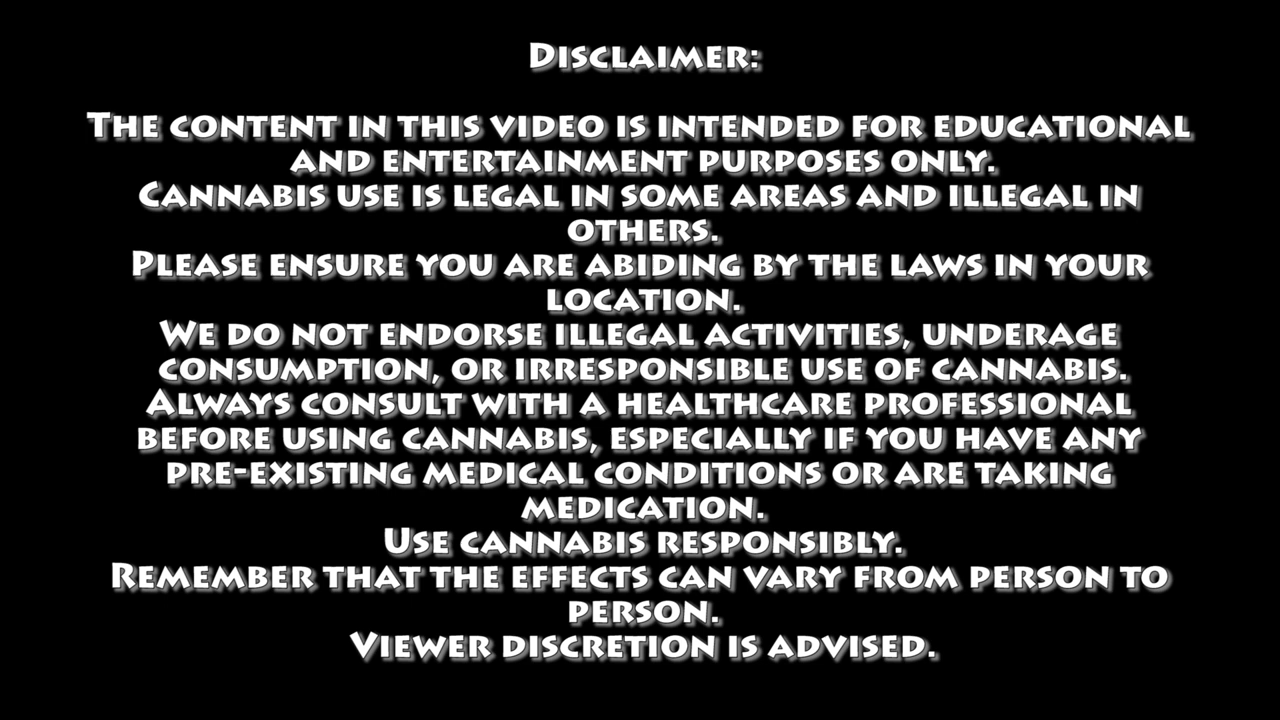 Disclaimer:
The content in this video is intended for educational
and entertainment purposes only.
Cannabis use is legal in some areas and illegal in
others.
Please ensure you are abiding by the laws in your
location.
We do not endorse illegal activities, underage
consumption, or irresponsible use of cannabis.
Always consult with a healthcare professional
before using cannabis, especially if you have any
pre-existing medical conditions or are taking
medication.
Use cannabis responsibly.
Remember that the effects can vary from person to
person.
Viewer discretion is advised.